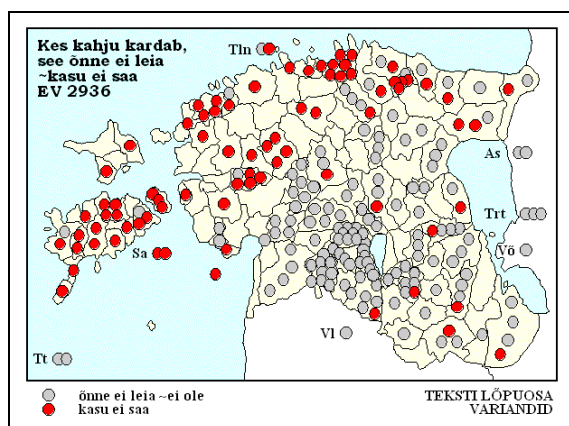 Kes kahju kardab,
see õnne ei leia
~kasu ei saa
EV 2936
Tln
As
Trt
Võ
Sa
Vl
Tt
õnne ei leia ~ei ole
kasu ei saa
TEKSTI LÕPUOSA
VARIANDID